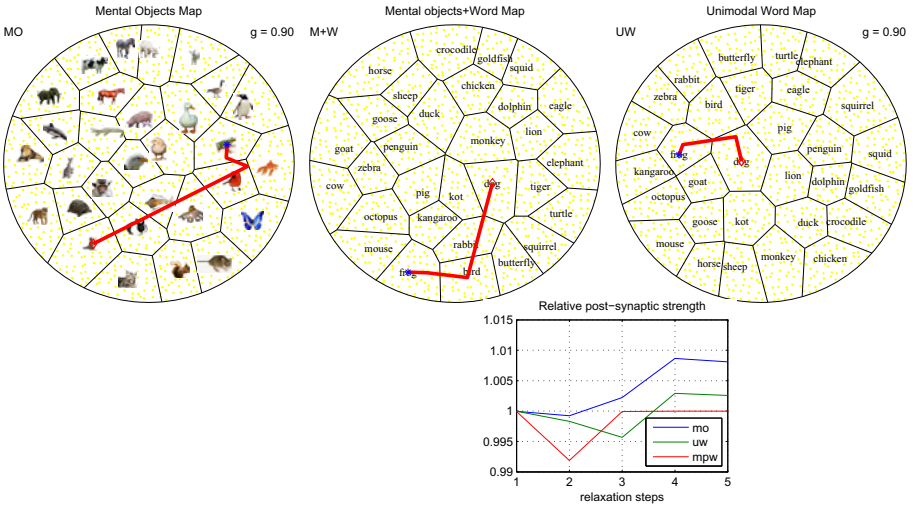 Mental Objects Map
MO
g = 0.90
Mental objects+Word Map
M+W
crocodile
goldfish
horse
squid
chicken
sheep
duck
dolphin
eagle
goose
lion
monkey
goat
penguin
elephant
zebra
cow
dog
tiger
pig
kot
octopus
kangaroo
turtle
mouse
rabbit
squirrel
butterfly
frog
bird
Unimodal Word Map
UW
g = 0.90
butterfly
turtle
elephant
rabbit
tiger
eagle
zebra
bird
squirrel
cow
pig
frog
dog
penguin
squid
kangaroo
goat
lion
dolphin
goldfish
octopus
goose
kot
duck
crocodile
mouse
horse
sheep
monkey
chicken
Relative post−synaptic strength
1.015
1.01
1.005
1
0.995
0.99
mo
uw
mpw
1 2 3 4 5
relaxation steps